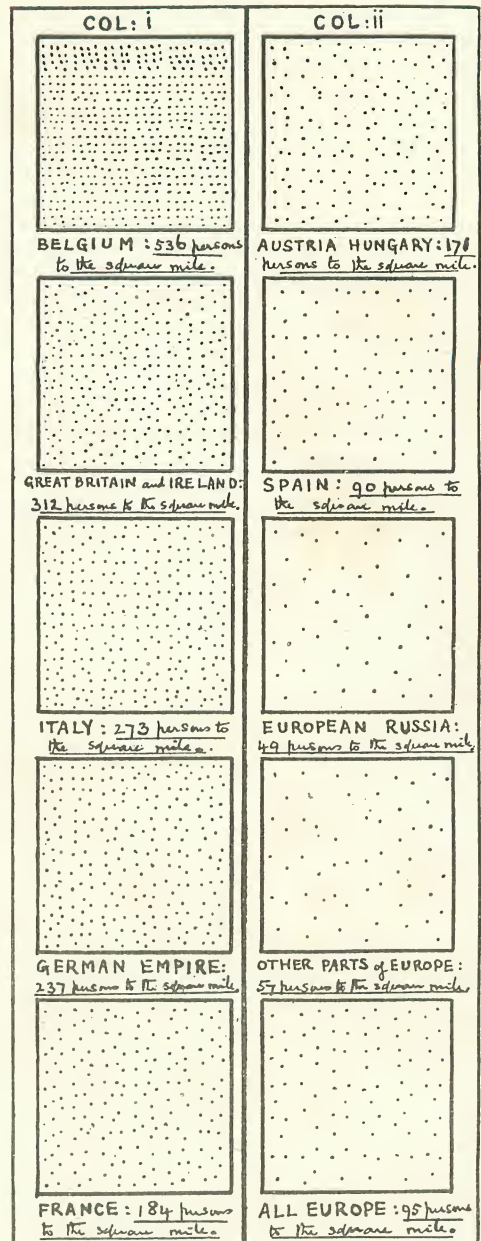 COL: i
BELGIUM : 536 persons
to the square mile.
GREAT BRITAIN and IRELAND:
312 persons to the square mile.
ITALY : 273 persons to
the square mile.
GERMAN EMPIRE:
237 persons to the square mile.
FRANCE : 184 persons
to the square mile.
COL: ii
AUSTRIA HUNGARY: 171
persons to the square mile.
SPAIN: 90 persons to
the square mile.
EUROPEAN RUSSIA:
49 persons to the square mile.
OTHER PARTS of EUROPE:
57 persons to the square mile.
ALL EUROPE : 95 persons
to the square mile.